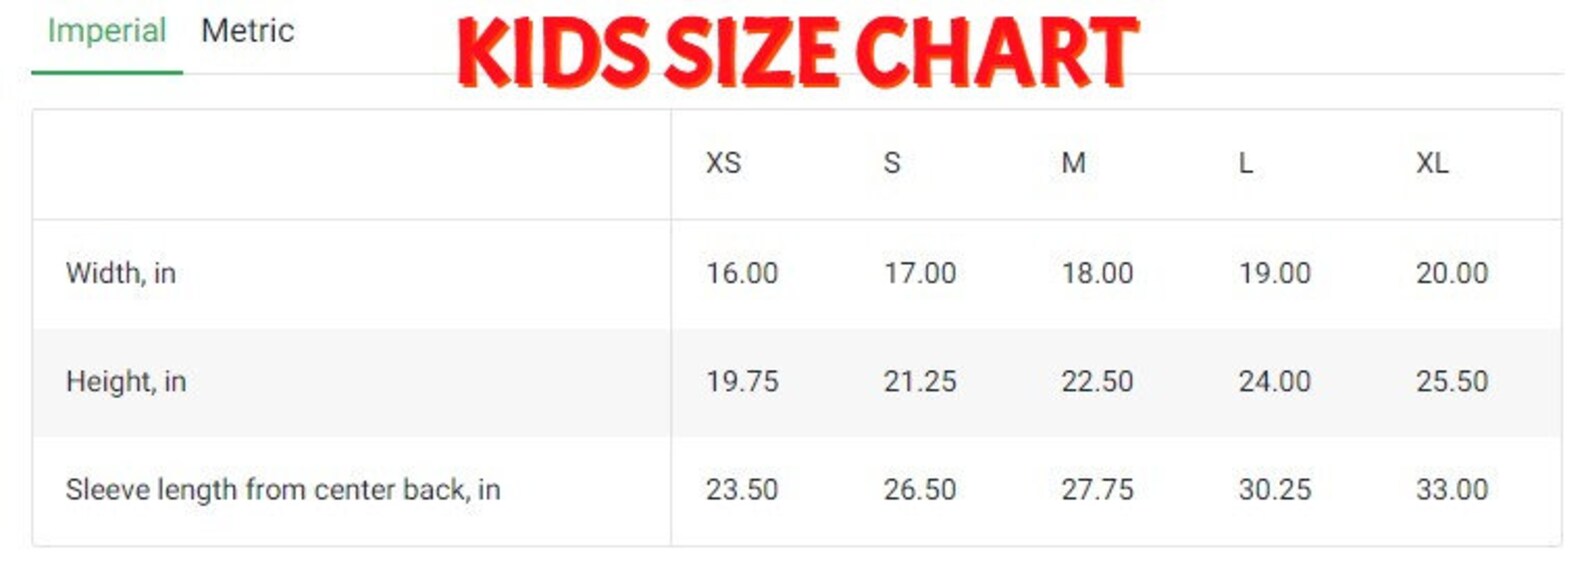 Imperial Metric KIDS SIZE CHART
XS S M L XL
Width, in 16.00 17.00 18.00 19.00 20.00
Height, in 19.75 21.25 22.50 24.00 25.50
Sleeve length from center back, in 23.50 26.50 27.75 30.25 33.00